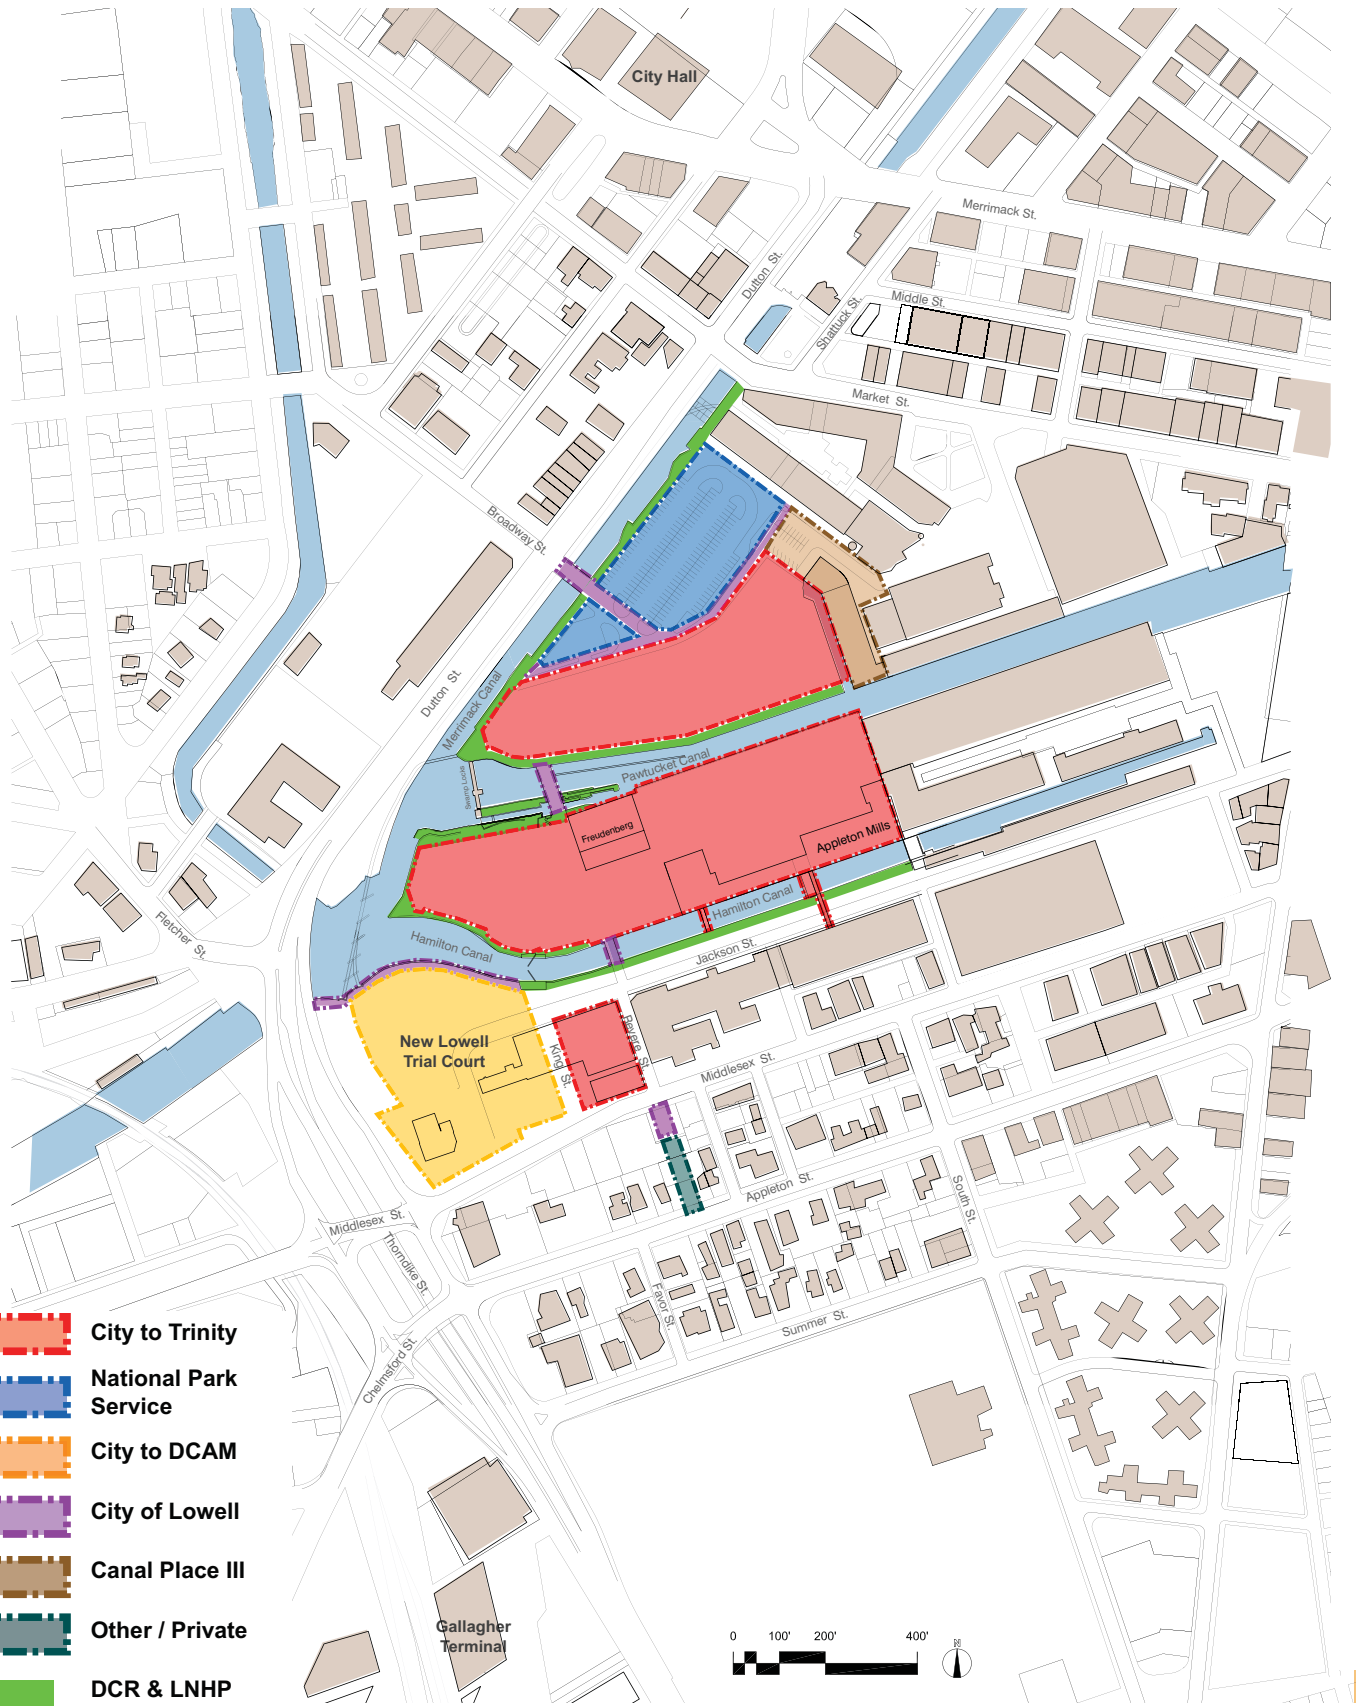 City Hall
Merrimack St.
Dutton St.
Middle St.
Shattuck St.
Market St.
Broadway St.
Dutton St.
Merrimack Canal
Pawtucket Canal
Swamp Locks
Freudenberg
Appleton Mills
Hamilton Canal
Fletcher St.
Hamilton Canal
Jackson St.
New Lowell
Trial Court
King St.
Revere St.
Middlesex St.
Appleton St.
South St.
Middlesex St.
Thorndike St.
Favor St.
Summer St.
Chelmsford St.
City to Trinity
National Park
Service
City to DCAM
City of Lowell
Canal Place III
Other / Private
DCR & LNHP
Gallagher
Terminal
0 100' 200' 400'
N